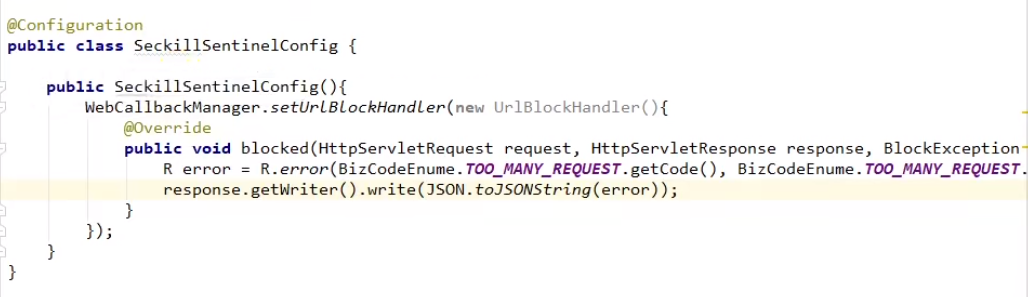 @Configuration
public class SeckillSentinelConfig {
public SeckillSentinelConfig(){
WebCallbackManager.setUrlBlockHandler(new UrlBlockHandler(){
@Override
public void blocked(HttpServletRequest request, HttpServletResponse response, BlockException
R error = R.error(BizCodeEnume.TOO_MANY_REQUEST.getCode(), BizCodeEnume.TOO_MANY_REQUEST.
response.getWriter().write(JSON.toJSONString(error));
}
});
}
}